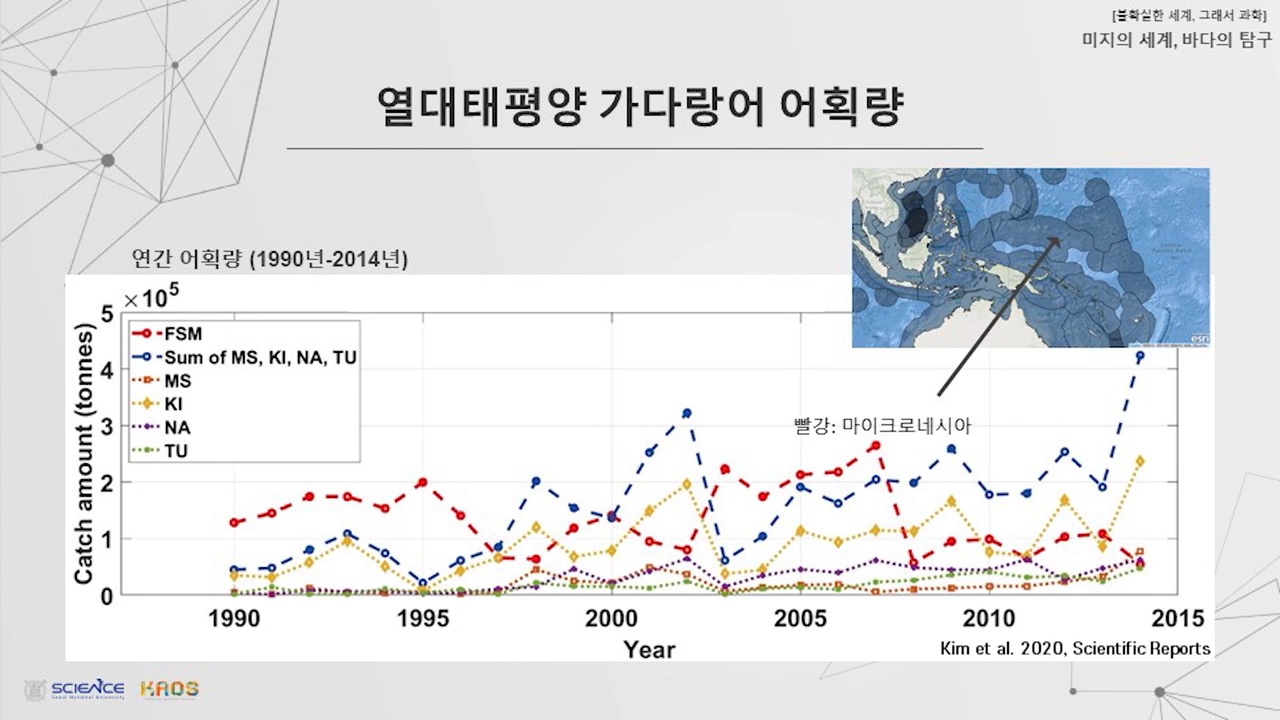 [불확실한 세계, 그래서 과학]
미지의 세계, 바다의 탐구
열대태평양 가다랑어 어획량
연간 어획량 (1990년-2014년)
×10⁵
5
4
3
2
1
0
Catch amount (tonnes)
FSM
Sum of MS, KI, NA, TU
MS
KI
NA
TU
esri
빨강: 마이크로네시아
1990 1995 2000 2005 2010 2015
Year
Kim et al. 2020, Scientific Reports
SCIENCE
Seoul National University
KAOS